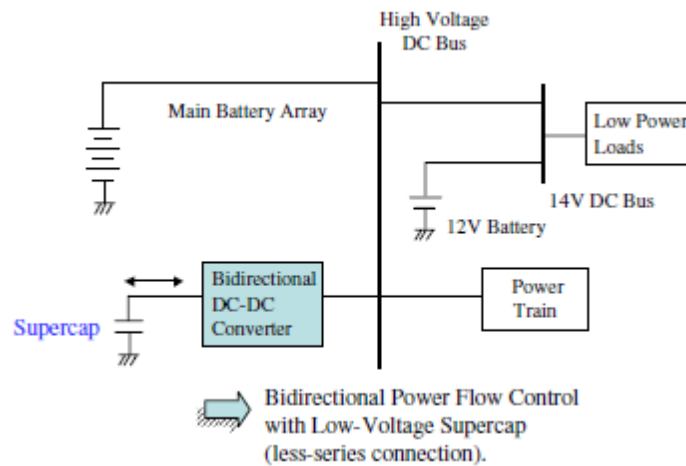 High Voltage
DC Bus
Main Battery Array
Low Power
Loads
14V DC Bus
12V Battery
Bidirectional
DC-DC
Converter
Power
Train
Supercap
Bidirectional Power Flow Control
with Low-Voltage Supercap
(less-series connection).